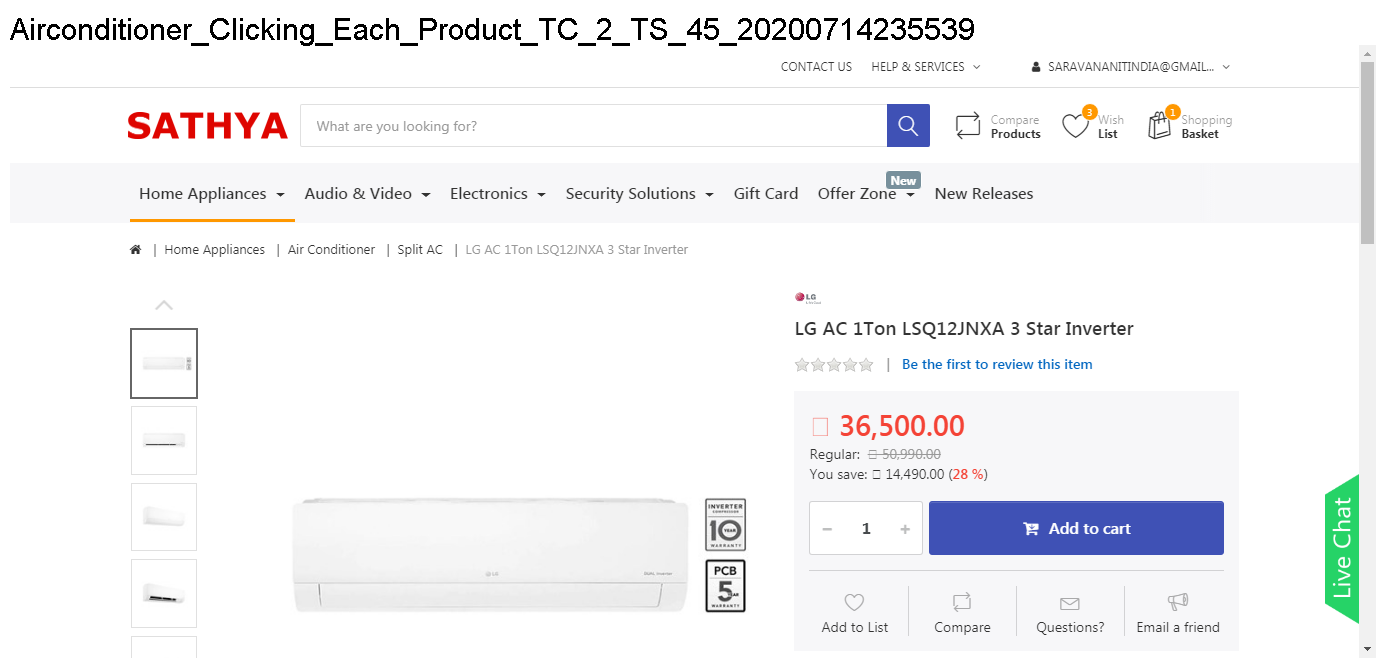 Airconditioner_Clicking_Each_Product_TC_2_TS_45_20200714235539
CONTACT US HELP & SERVICES SARAVANANITINDIA@GMAIL...
SATHYA
What are you looking for?
Compare Products
3
Wish List
1
Shopping Basket
Home Appliances Audio & Video Electronics Security Solutions Gift Card Offer Zone New New Releases
| Home Appliances | Air Conditioner | Split AC | LG AC 1Ton LSQ12JNXA 3 Star Inverter
LG
LG AC 1Ton LSQ12JNXA 3 Star Inverter
| Be the first to review this item
36,500.00
Regular: 50,990.00
You save: 14,490.00 (28 %)
− 1 +
Add to cart
Add to List Compare Questions? Email a friend
INVERTER
COMPRESSOR
10 YEAR
WARRANTY
PCB
5 YEAR
WARRANTY
LG
DUAL Inverter
Live Chat